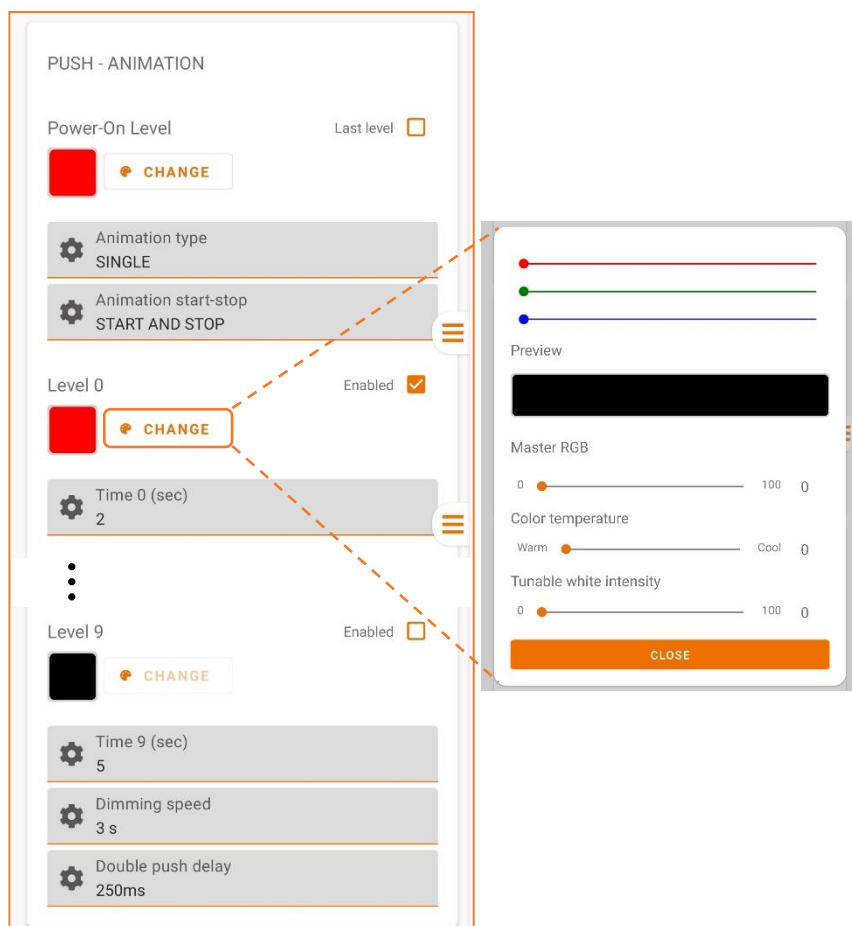 PUSH - ANIMATION
Power-On Level
Last level
CHANGE
Animation type
SINGLE
Animation start-stop
START AND STOP
Level 0
Enabled
CHANGE
Time 0 (sec)
2
Level 9
Enabled
CHANGE
Time 9 (sec)
5
Dimming speed
3 s
Double push delay
250ms
Preview
Master RGB
0 100 0
Color temperature
Warm Cool 0
Tunable white intensity
0 100 0
CLOSE